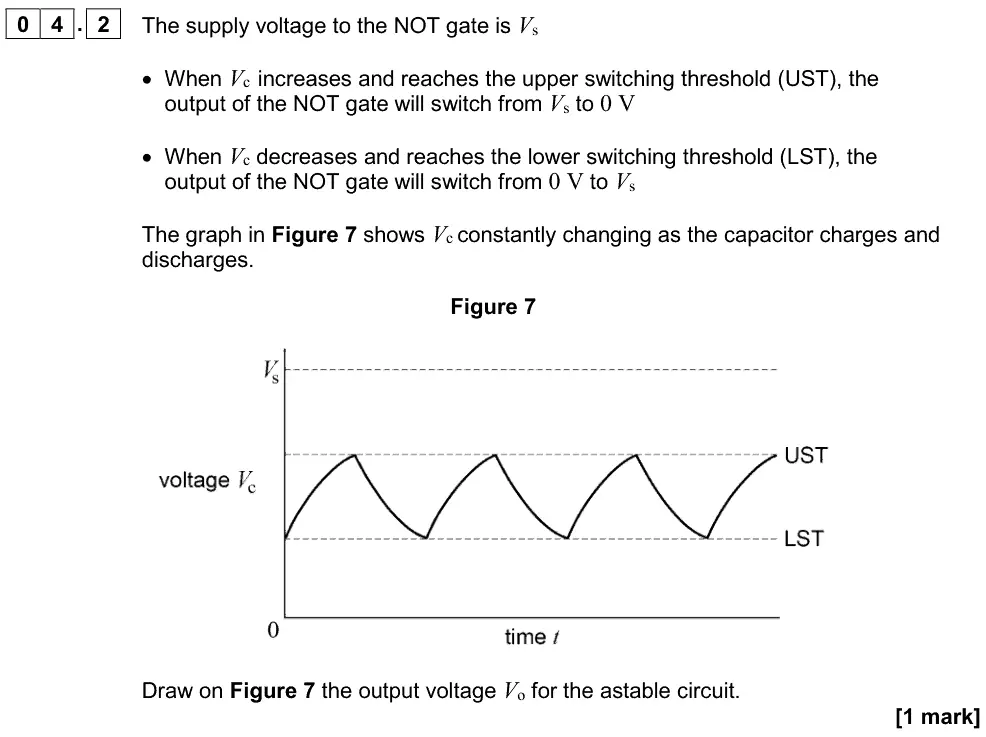 0 4 . 2 The supply voltage to the NOT gate is Vs
• When Vc increases and reaches the upper switching threshold (UST), the
output of the NOT gate will switch from Vs to 0 V
• When Vc decreases and reaches the lower switching threshold (LST), the
output of the NOT gate will switch from 0 V to Vs
The graph in Figure 7 shows Vc constantly changing as the capacitor charges and
discharges.
Figure 7
Vs
UST
voltage Vc
LST
0
time t
Draw on Figure 7 the output voltage Vo for the astable circuit.
[1 mark]